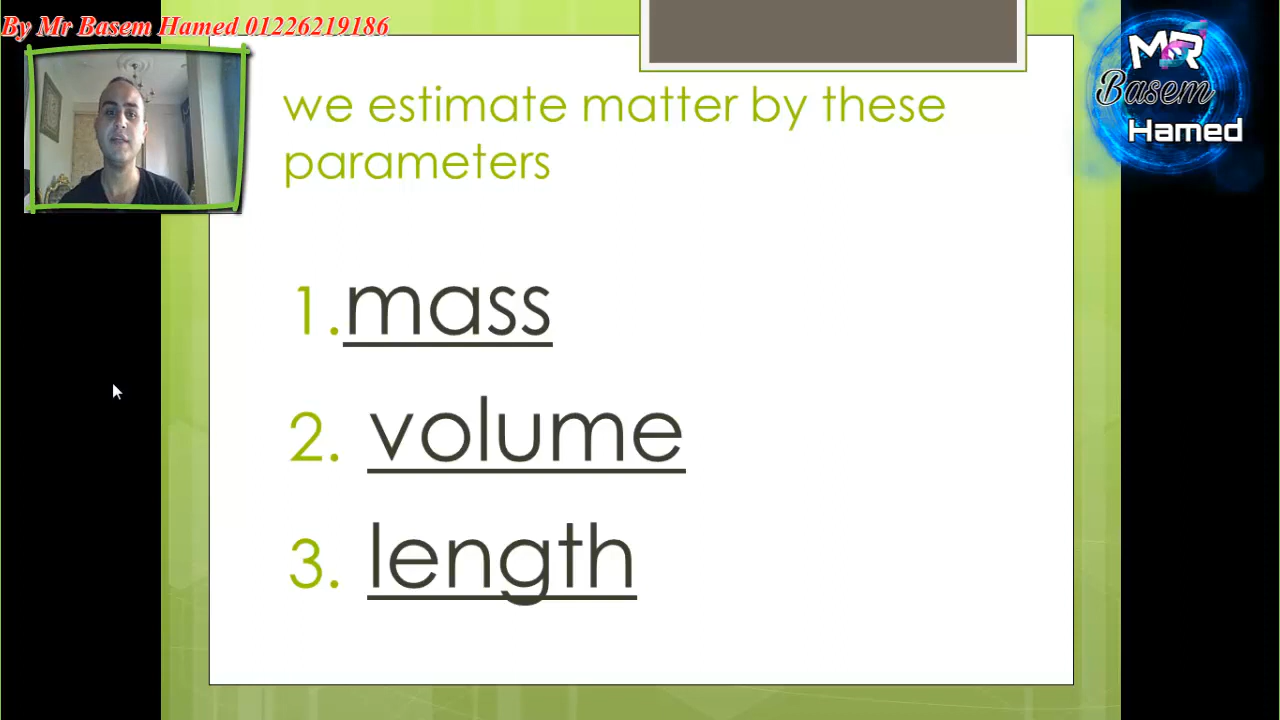 By Mr Basem Hamed 01226219186
MR
Basem
Hamed
we estimate matter by these
parameters
1.mass
2. volume
3. length